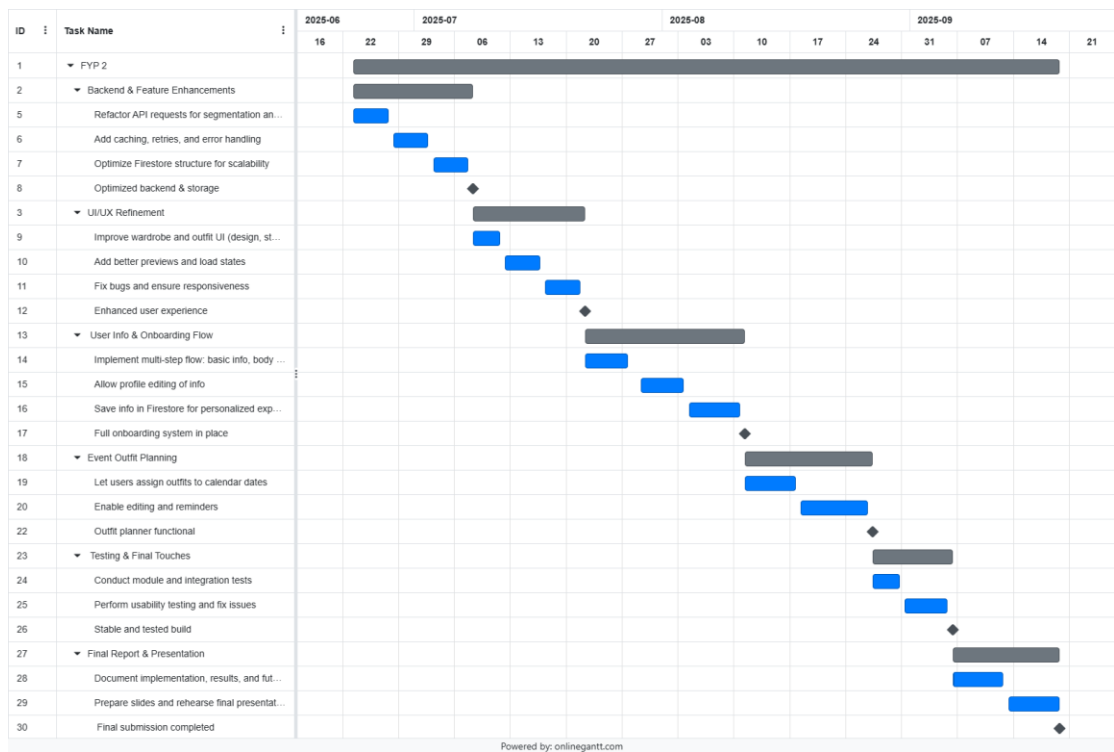 2025-06 2025-07 2025-08 2025-09
ID Task Name
16 22 29 06 13 20 27 03 10 17 24 31 07 14 21
1 FYP 2
2 Backend & Feature Enhancements
5 Refactor API requests for segmentation an...
6 Add caching, retries, and error handling
7 Optimize Firestore structure for scalability
8 Optimized backend & storage
3 UI/UX Refinement
9 Improve wardrobe and outfit UI (design, st...
10 Add better previews and load states
11 Fix bugs and ensure responsiveness
12 Enhanced user experience
13 User Info & Onboarding Flow
14 Implement multi-step flow: basic info, body ...
15 Allow profile editing of info
16 Save info in Firestore for personalized exp...
17 Full onboarding system in place
18 Event Outfit Planning
19 Let users assign outfits to calendar dates
20 Enable editing and reminders
22 Outfit planner functional
23 Testing & Final Touches
24 Conduct module and integration tests
25 Perform usability testing and fix issues
26 Stable and tested build
27 Final Report & Presentation
28 Document implementation, results, and fut...
29 Prepare slides and rehearse final presentat...
30 Final submission completed
Powered by: onlinegantt.com